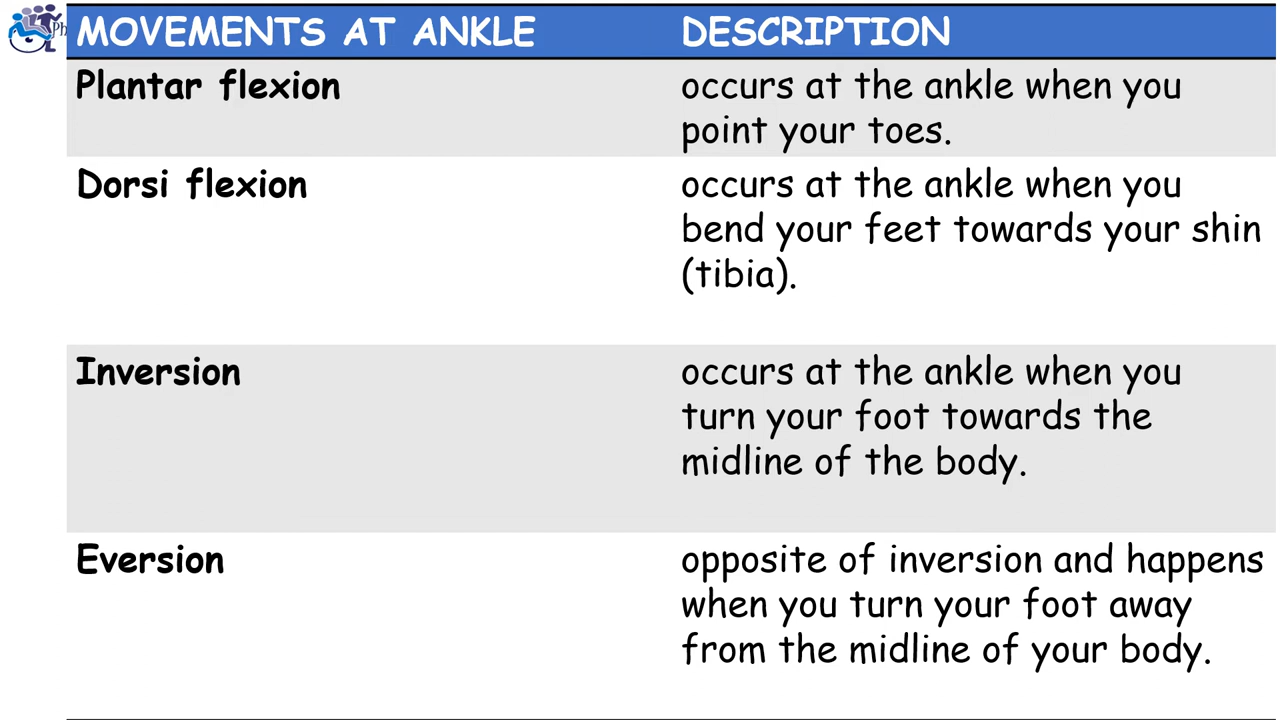 Ph
MOVEMENTS AT ANKLE
DESCRIPTION
Plantar flexion
occurs at the ankle when you
point your toes.
Dorsi flexion
occurs at the ankle when you
bend your feet towards your shin
(tibia).
Inversion
occurs at the ankle when you
turn your foot towards the
midline of the body.
Eversion
opposite of inversion and happens
when you turn your foot away
from the midline of your body.